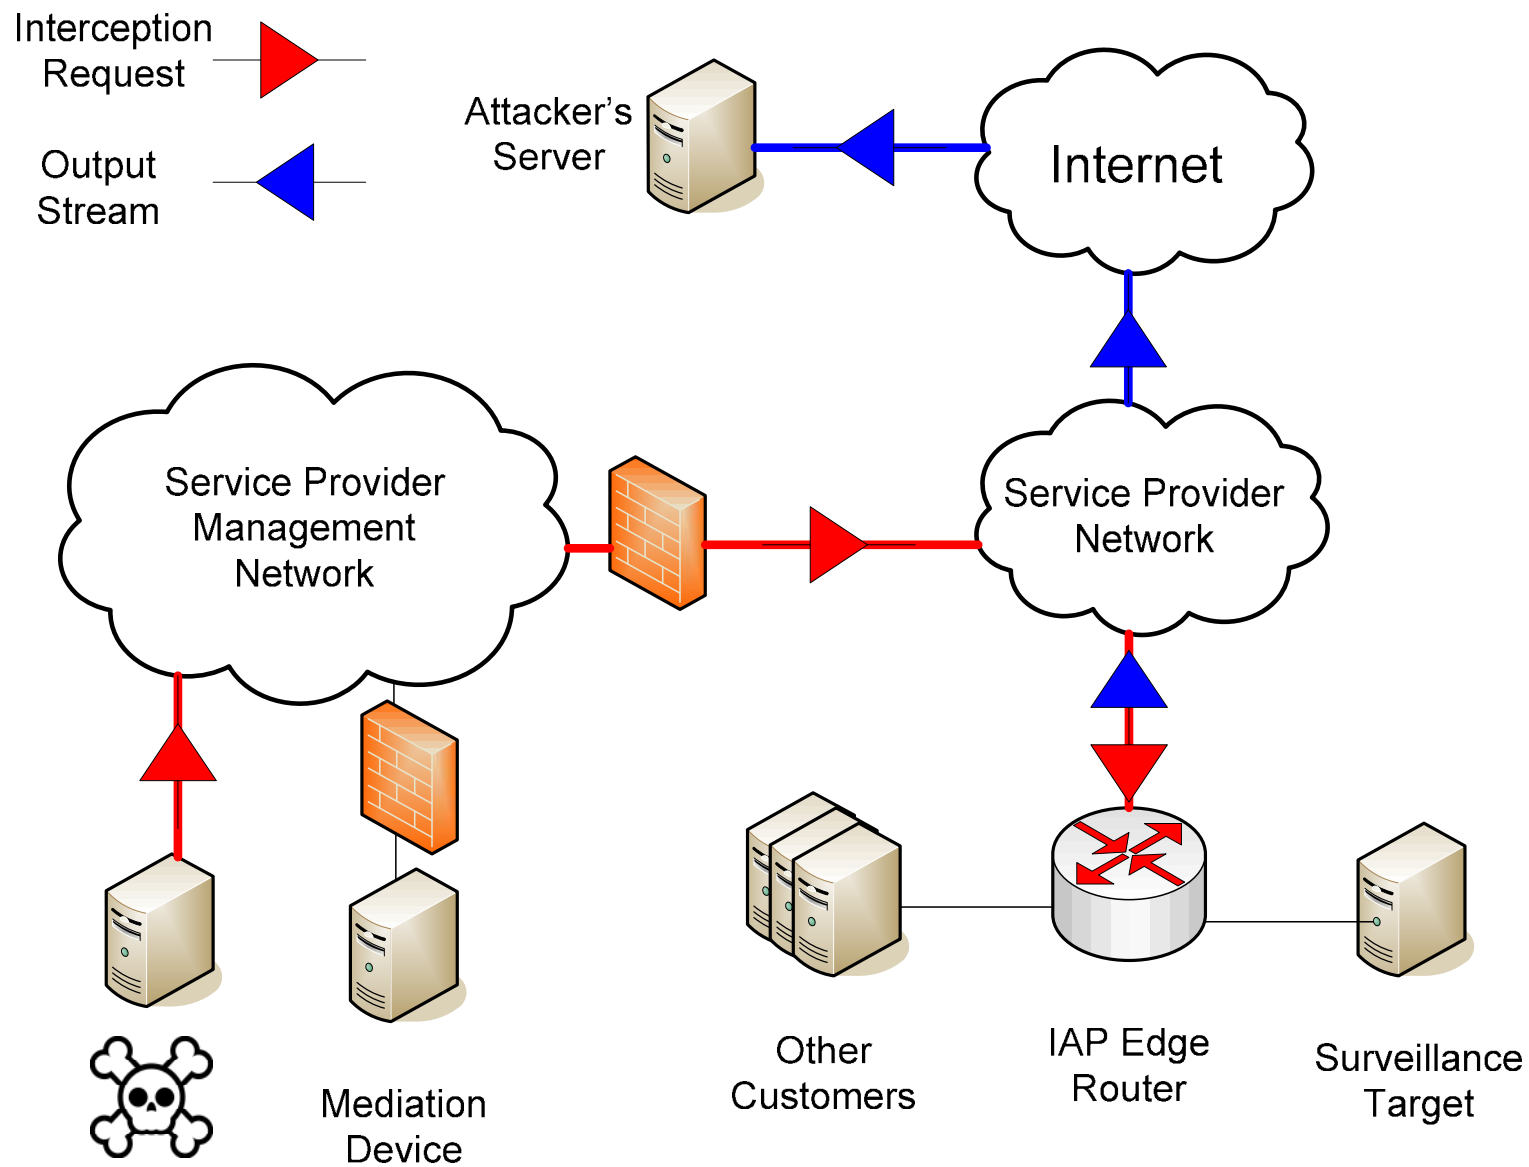 Interception
Request
Output
Stream
Attacker's
Server
Internet
Service Provider
Management
Network
Service Provider
Network
Mediation
Device
Other
Customers
IAP Edge
Router
Surveillance
Target